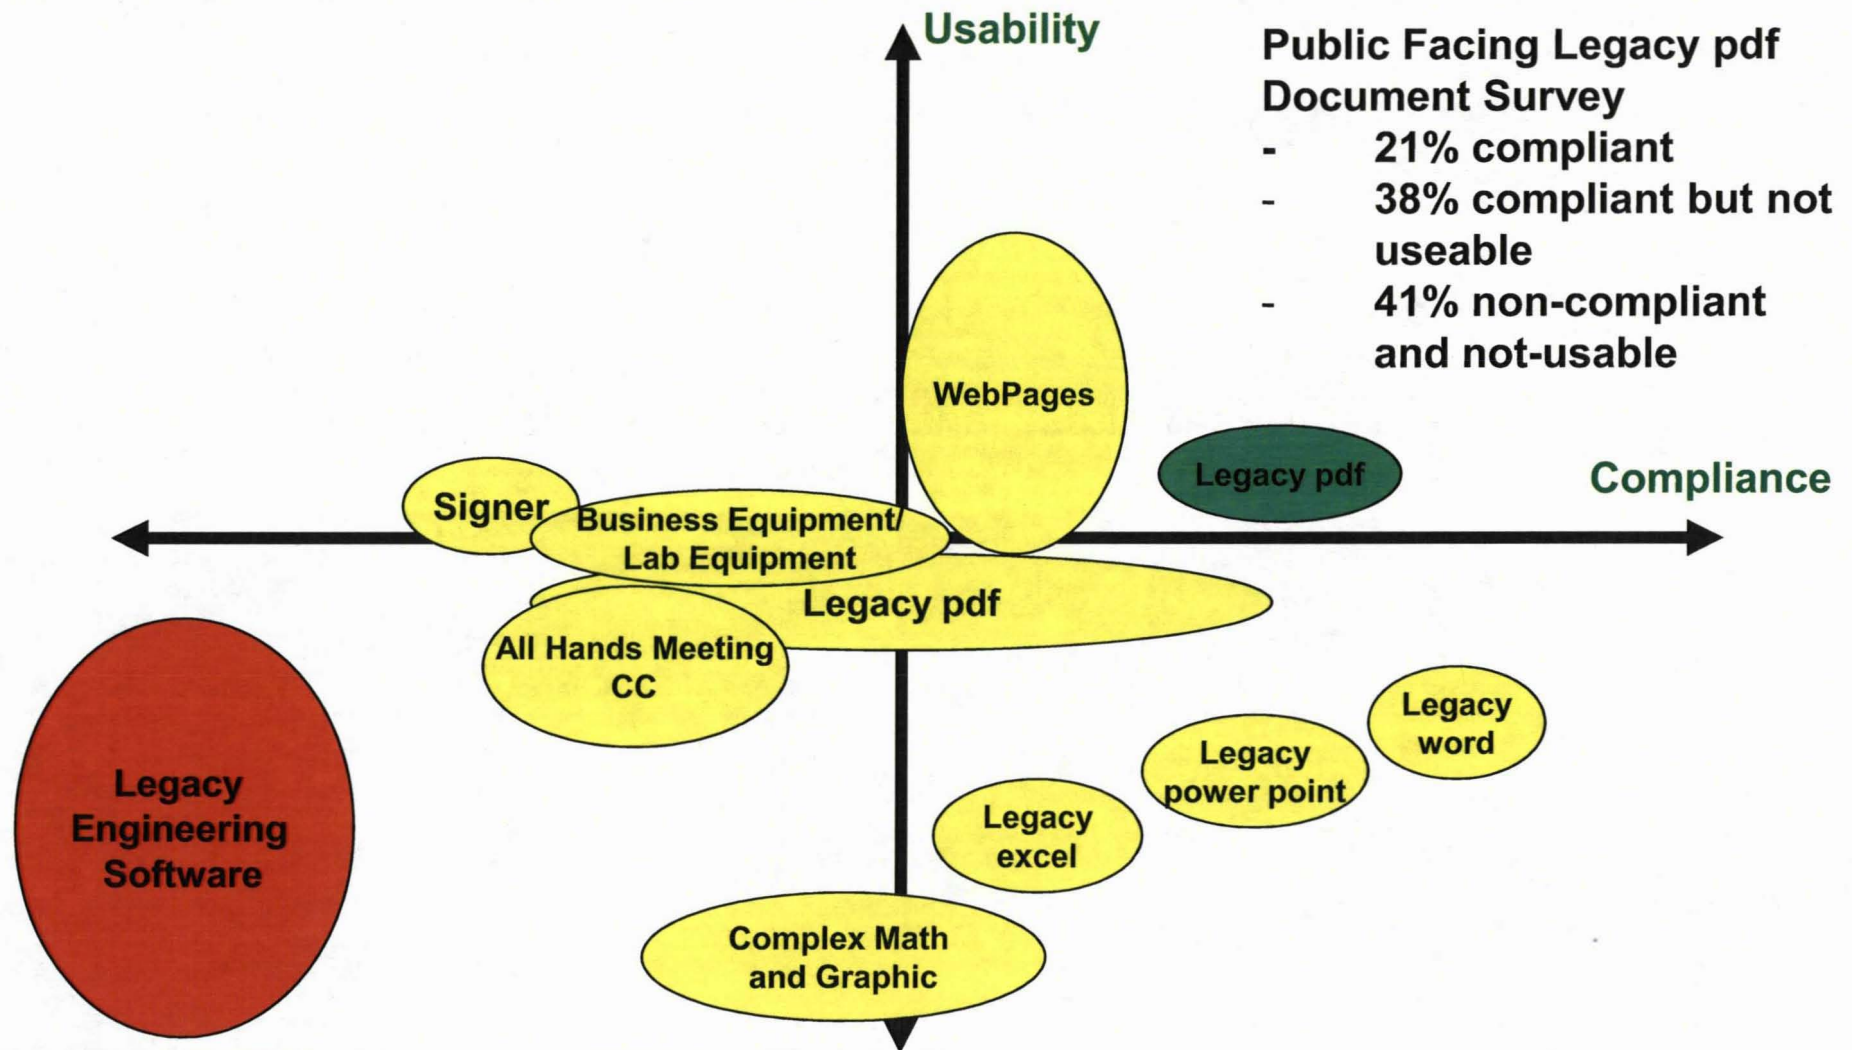 Usability
Public Facing Legacy pdf
Document Survey
- 21% compliant
- 38% compliant but not
useable
- 41% non-compliant
and not-usable
WebPages
Legacy pdf
Compliance
Signer
Business Equipment/
Lab Equipment
Legacy pdf
All Hands Meeting
CC
Legacy
word
Legacy
power point
Legacy
Engineering
Software
Legacy
excel
Complex Math
and Graphic